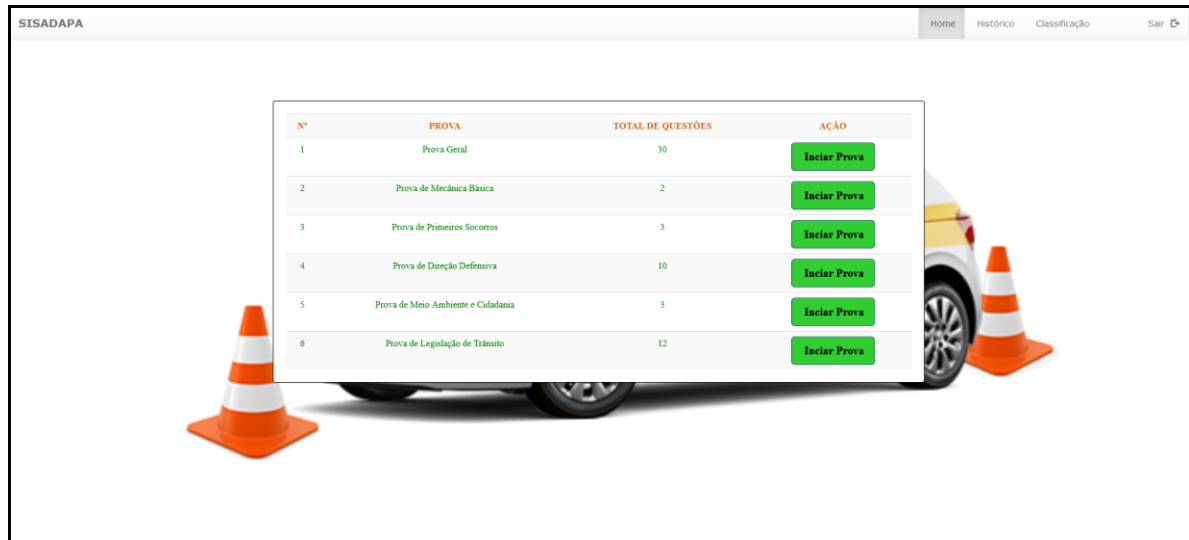 SISADAPA Home Histórico Classificação Sair
Nº PROVA TOTAL DE QUESTÕES AÇÃO
1 Prova Geral 30 Inciar Prova
2 Prova de Mecânica Básica 2 Inciar Prova
3 Prova de Primeiros Socorros 3 Inciar Prova
4 Prova de Direção Defensiva 10 Inciar Prova
5 Prova de Meio Ambiente e Cidadania 3 Inciar Prova
6 Prova de Legislação de Trânsito 12 Inciar Prova